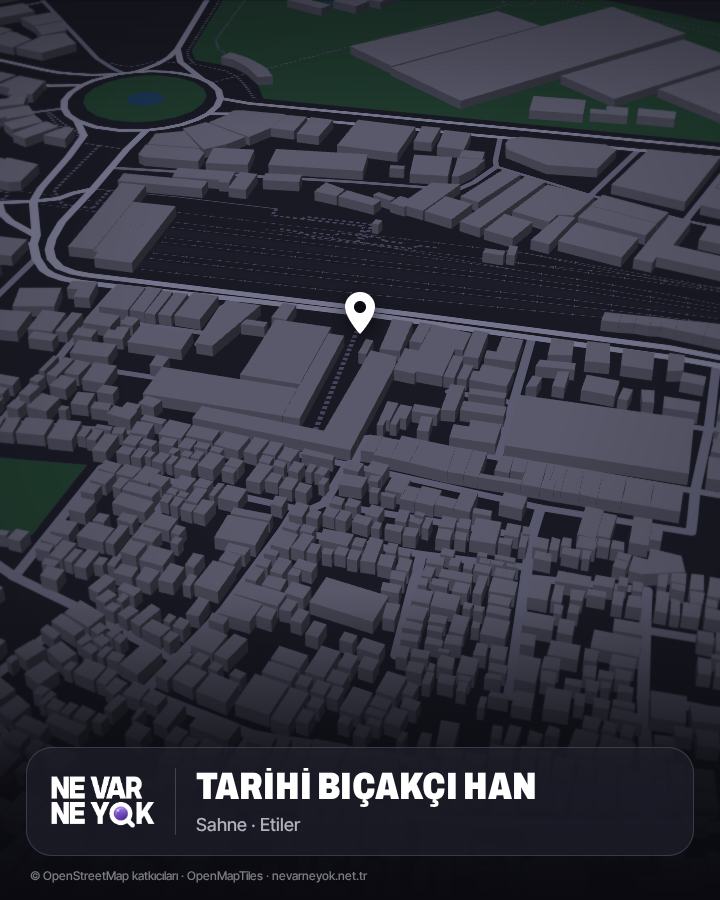 NE VAR
NE YOK
TARİHİ BIÇAKÇI HAN
Sahne · Etiler
© OpenStreetMap katkıcıları · OpenMapTiles · nevarneyok.net.tr